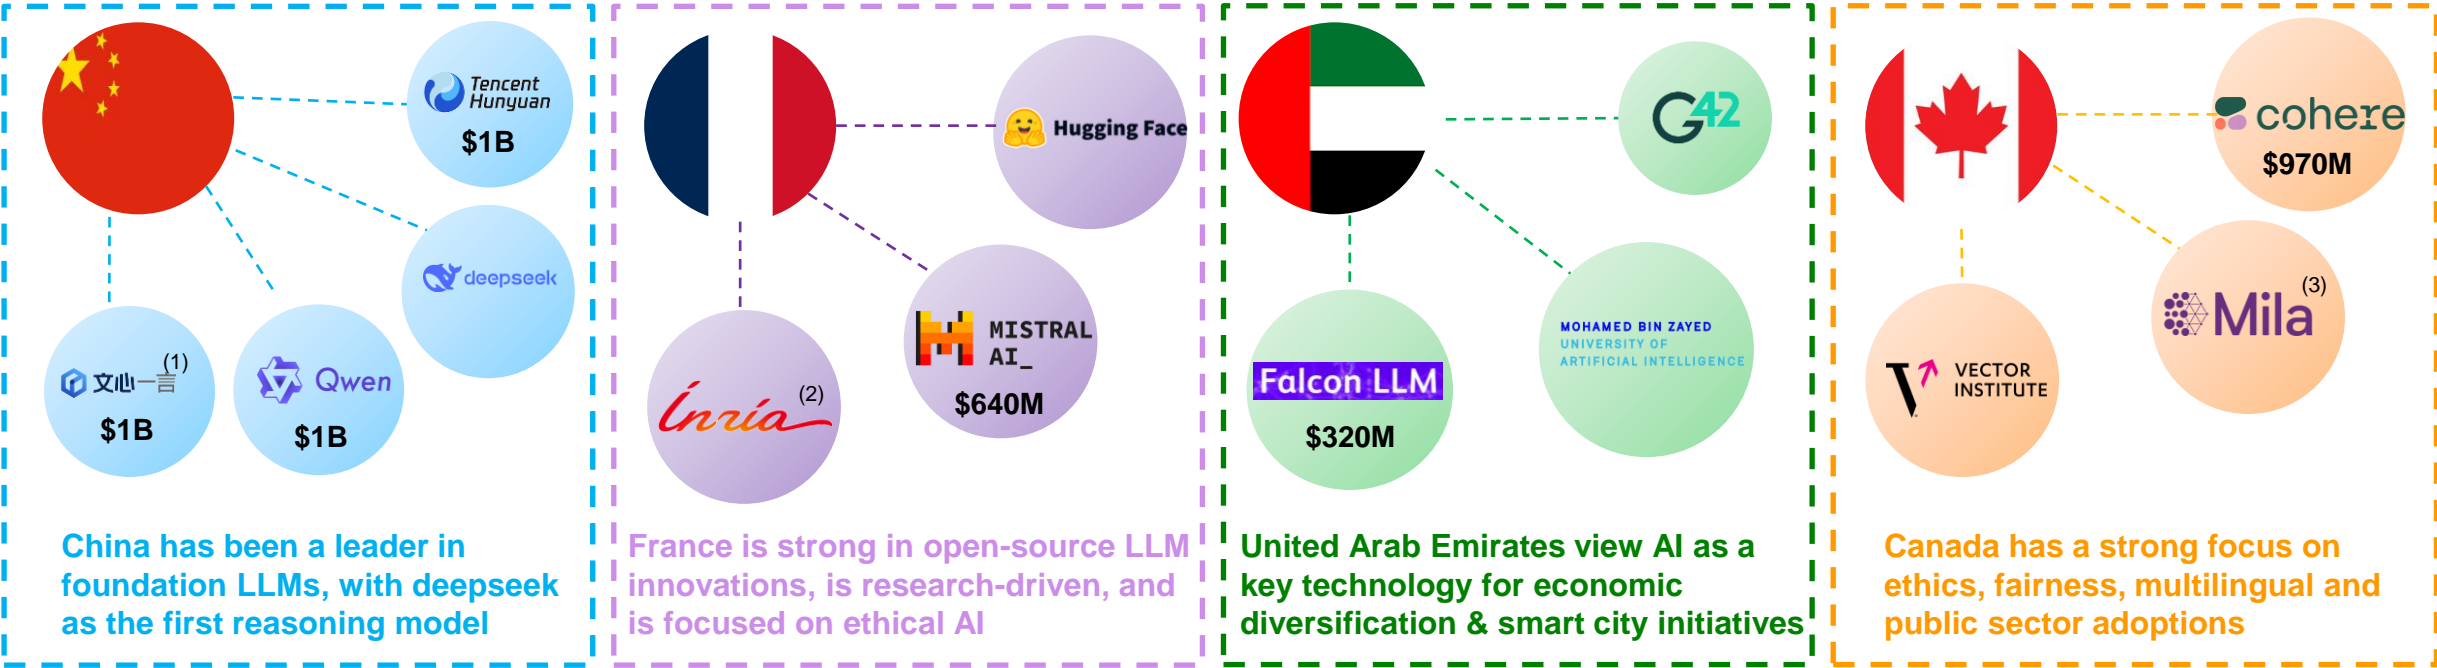 Tencent
Hunyuan
$1B
deepseek
文心一言
(1)
$1B
Qwen
$1B
China has been a leader in
foundation LLMs, with deepseek
as the first reasoning model
Hugging Face
MISTRAL
AI_
$640M
Inria
(2)
France is strong in open-source LLM
innovations, is research-driven, and
is focused on ethical AI
G42
MOHAMED BIN ZAYED
UNIVERSITY OF
ARTIFICIAL INTELLIGENCE
Falcon LLM
$320M
United Arab Emirates view AI as a
key technology for economic
diversification & smart city initiatives
cohere
$970M
Mila
(3)
VECTOR
INSTITUTE
Canada has a strong focus on
ethics, fairness, multilingual and
public sector adoptions